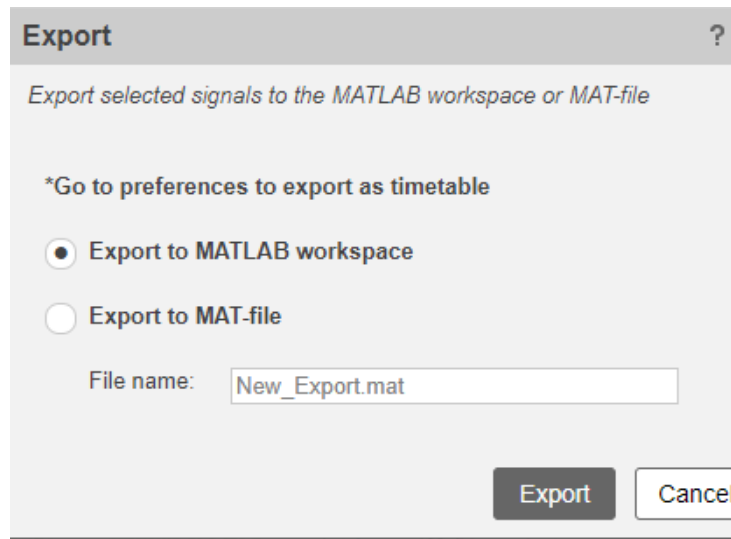 Export ?
Export selected signals to the MATLAB workspace or MAT-file
*Go to preferences to export as timetable
Export to MATLAB workspace
Export to MAT-file
File name: New_Export.mat
Export Cancel